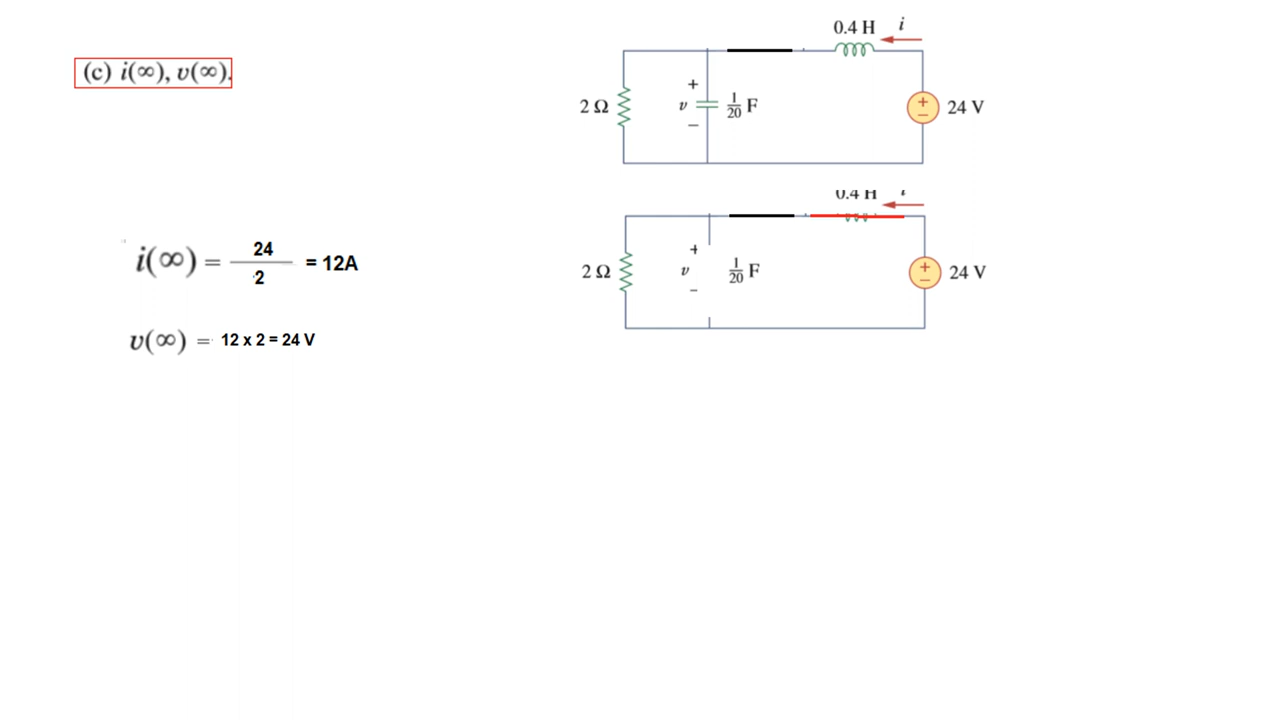 (c) i(∞), v(∞).
0.4 H i
2 Ω + v − 1/20 F + − 24 V
0.4 H i
i(∞) = 24/2 = 12A
2 Ω + v − 1/20 F + − 24 V
v(∞) = 12 x 2 = 24 V